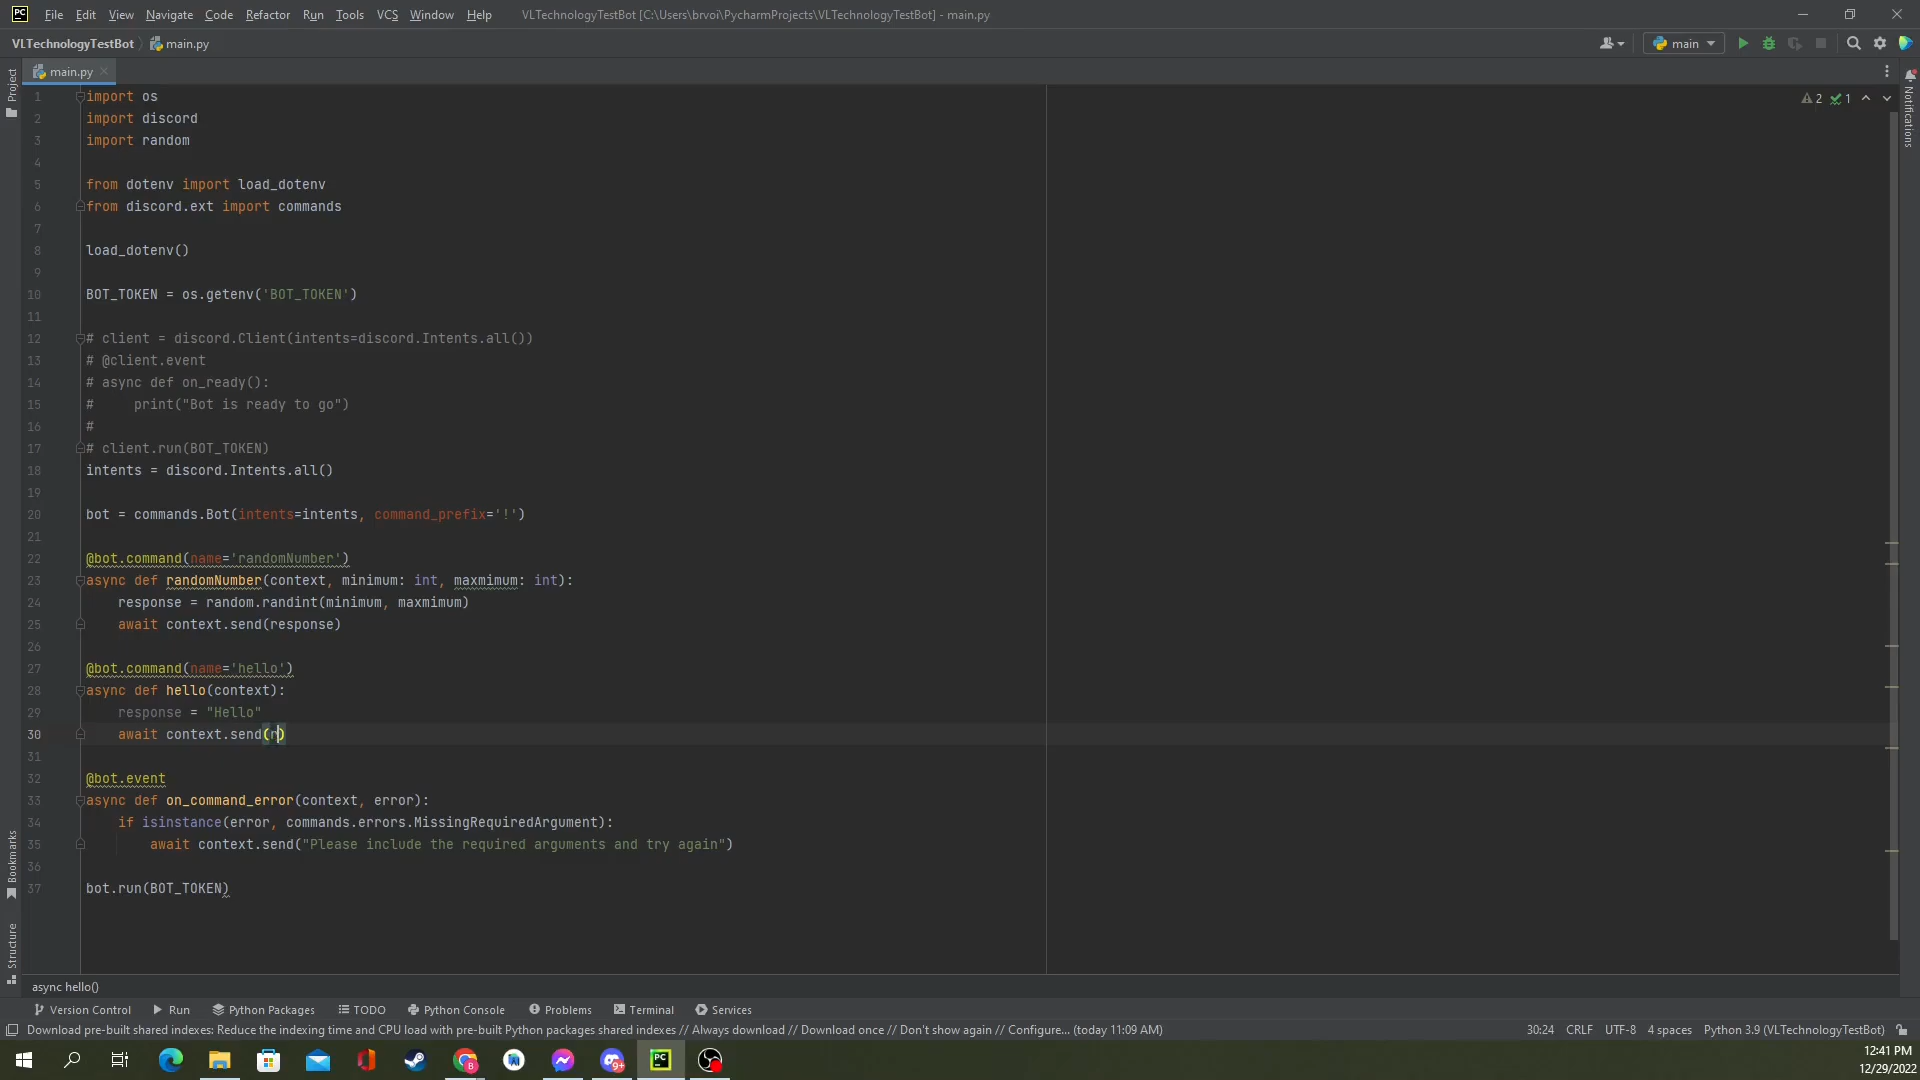 PC File Edit View Navigate Code Refactor Run Tools VCS Window Help VLTechnologyTestBot [C:\Users\brvoi\PycharmProjects\VLTechnologyTestBot] - main.py
VLTechnologyTestBot main.py main
main.py
Project
Notifications
2 1
1 import os
2 import discord
3 import random
4
5 from dotenv import load_dotenv
6 from discord.ext import commands
7
8 load_dotenv()
9
10 BOT_TOKEN = os.getenv('BOT_TOKEN')
11
12 # client = discord.Client(intents=discord.Intents.all())
13 # @client.event
14 # async def on_ready():
15 #     print("Bot is ready to go")
16 #
17 # client.run(BOT_TOKEN)
18 intents = discord.Intents.all()
19
20 bot = commands.Bot(intents=intents, command_prefix='!')
21
22 @bot.command(name='randomNumber')
23 async def randomNumber(context, minimum: int, maxmimum: int):
24     response = random.randint(minimum, maxmimum)
25     await context.send(response)
26
27 @bot.command(name='hello')
28 async def hello(context):
29     response = "Hello"
30     await context.send(r)
31
32 @bot.event
33 async def on_command_error(context, error):
34     if isinstance(error, commands.errors.MissingRequiredArgument):
35         await context.send("Please include the required arguments and try again")
36
37 bot.run(BOT_TOKEN)
Bookmarks
Structure
async hello()
Version Control Run Python Packages TODO Python Console Problems Terminal Services
Download pre-built shared indexes: Reduce the indexing time and CPU load with pre-built Python packages shared indexes // Always download // Download once // Don't show again // Configure... (today 11:09 AM) 30:24 CRLF UTF-8 4 spaces Python 3.9 (VLTechnologyTestBot)
B 9+ PC
12:41 PM
12/29/2022